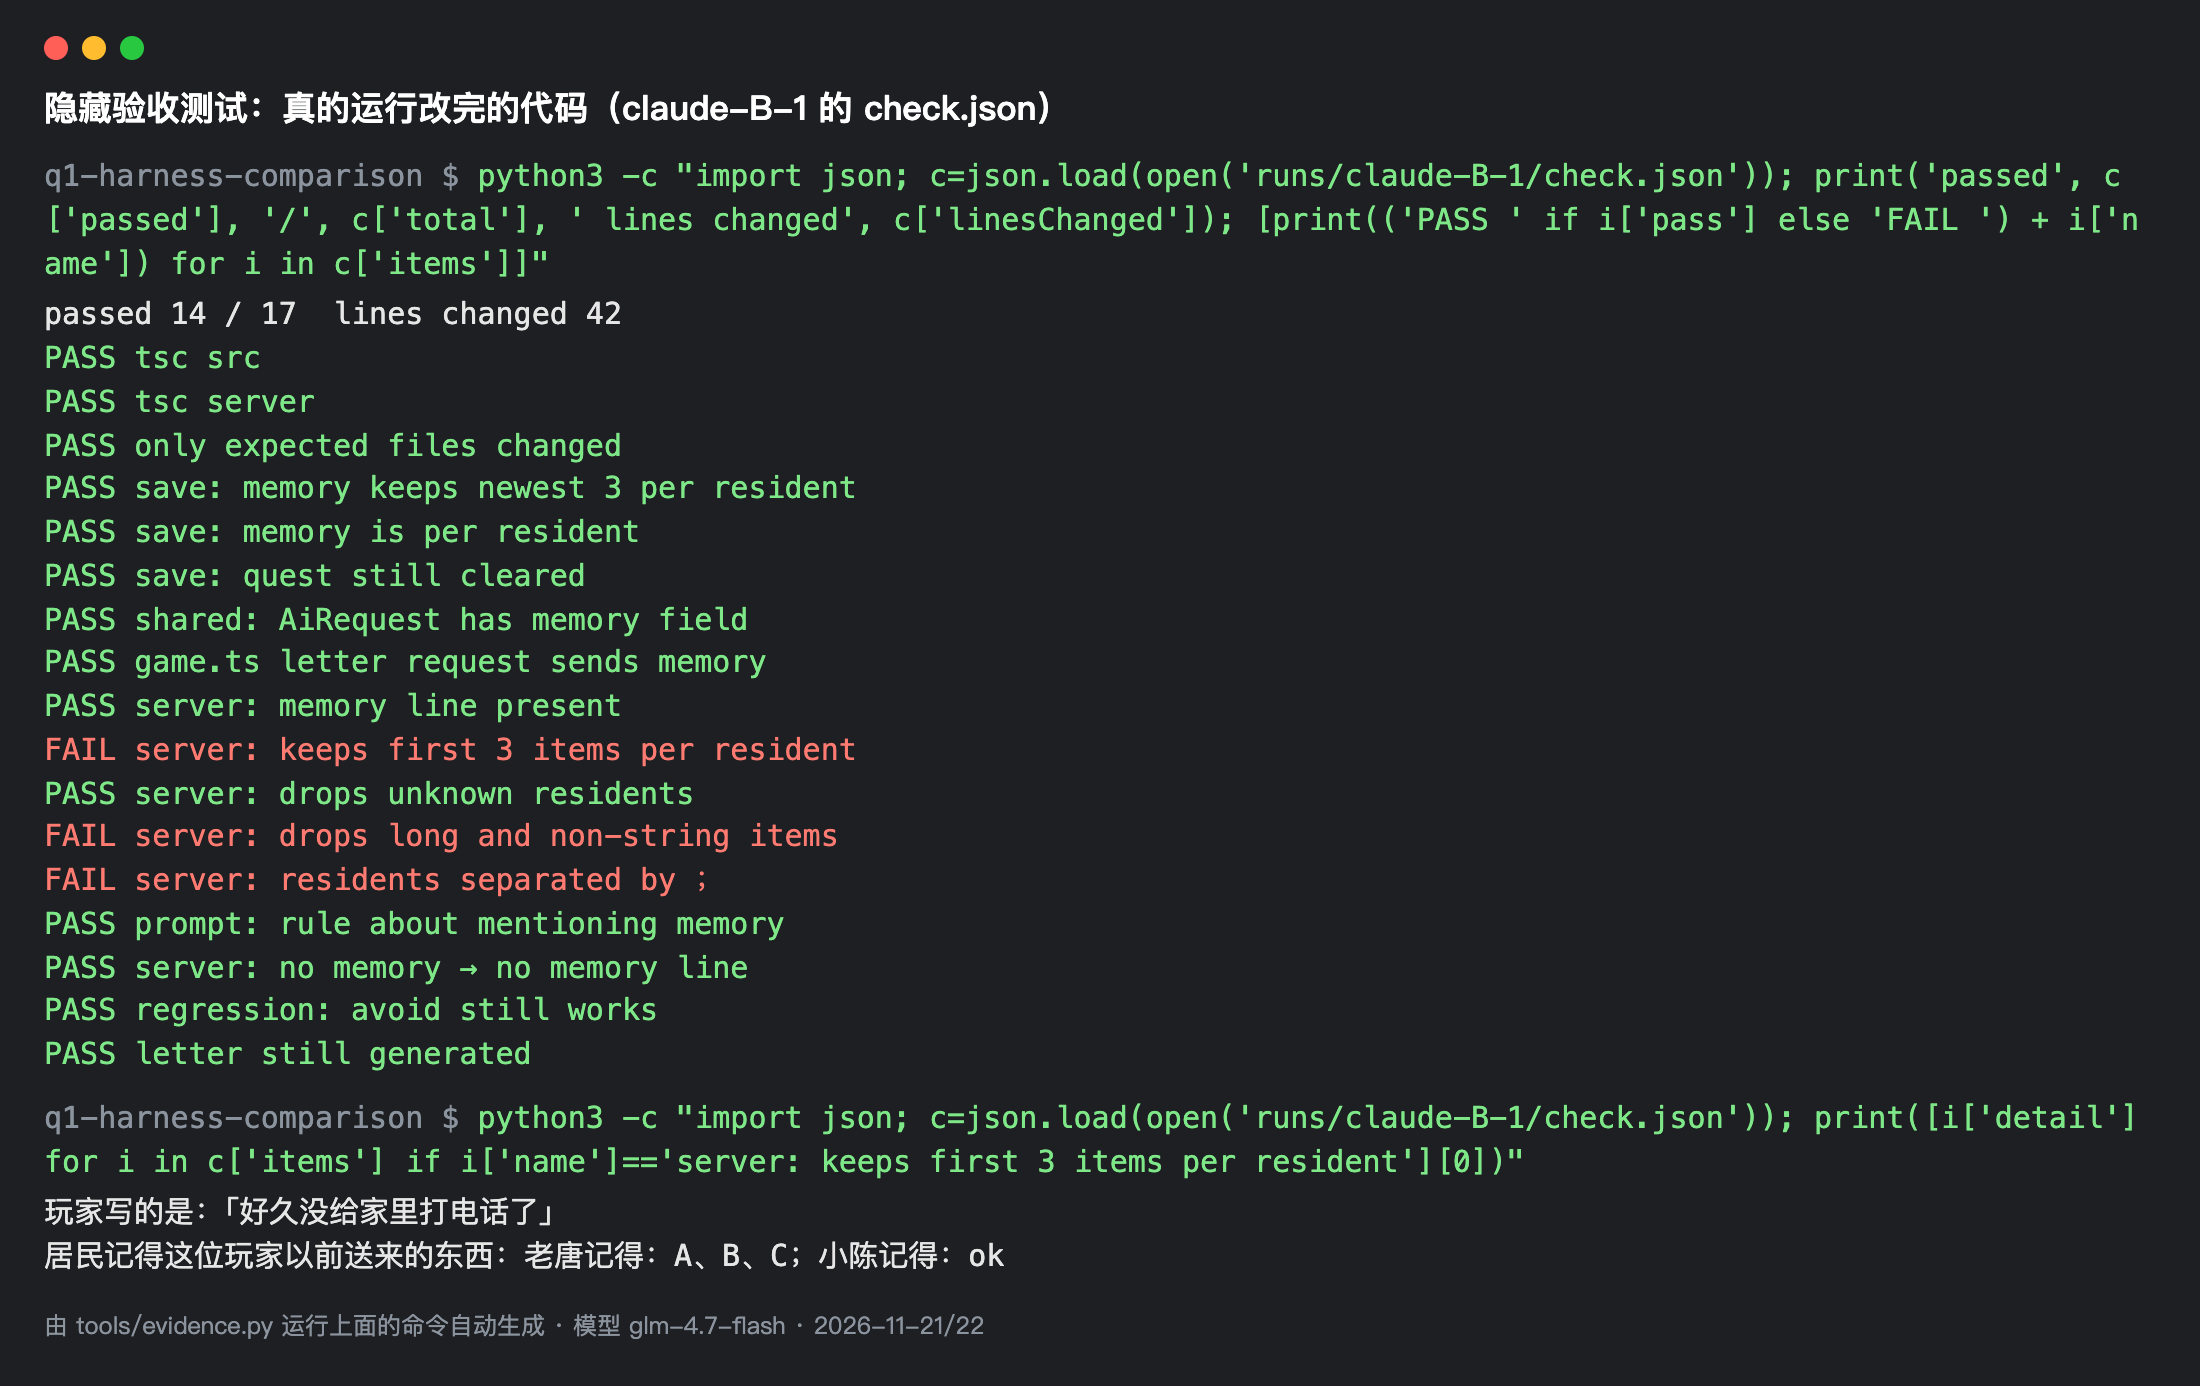 隐藏验收测试：真的运行改完的代码（claude-B-1 的 check.json）
q1-harness-comparison $ python3 -c "import json; c=json.load(open('runs/claude-B-1/check.json')); print('passed', c
['passed'], '/', c['total'], ' lines changed', c['linesChanged']); [print(('PASS ' if i['pass'] else 'FAIL ') + i['n
ame']) for i in c['items']]"
passed 14 / 17  lines changed 42
PASS tsc src
PASS tsc server
PASS only expected files changed
PASS save: memory keeps newest 3 per resident
PASS save: memory is per resident
PASS save: quest still cleared
PASS shared: AiRequest has memory field
PASS game.ts letter request sends memory
PASS server: memory line present
FAIL server: keeps first 3 items per resident
PASS server: drops unknown residents
FAIL server: drops long and non-string items
FAIL server: residents separated by ；
PASS prompt: rule about mentioning memory
PASS server: no memory → no memory line
PASS regression: avoid still works
PASS letter still generated
q1-harness-comparison $ python3 -c "import json; c=json.load(open('runs/claude-B-1/check.json')); print([i['detail']
for i in c['items'] if i['name']=='server: keeps first 3 items per resident'][0])"
玩家写的是：「好久没给家里打电话了」
居民记得这位玩家以前送来的东西：老唐记得：A、B、C；小陈记得：ok
由 tools/evidence.py 运行上面的命令自动生成 · 模型 glm-4.7-flash · 2026-11-21/22